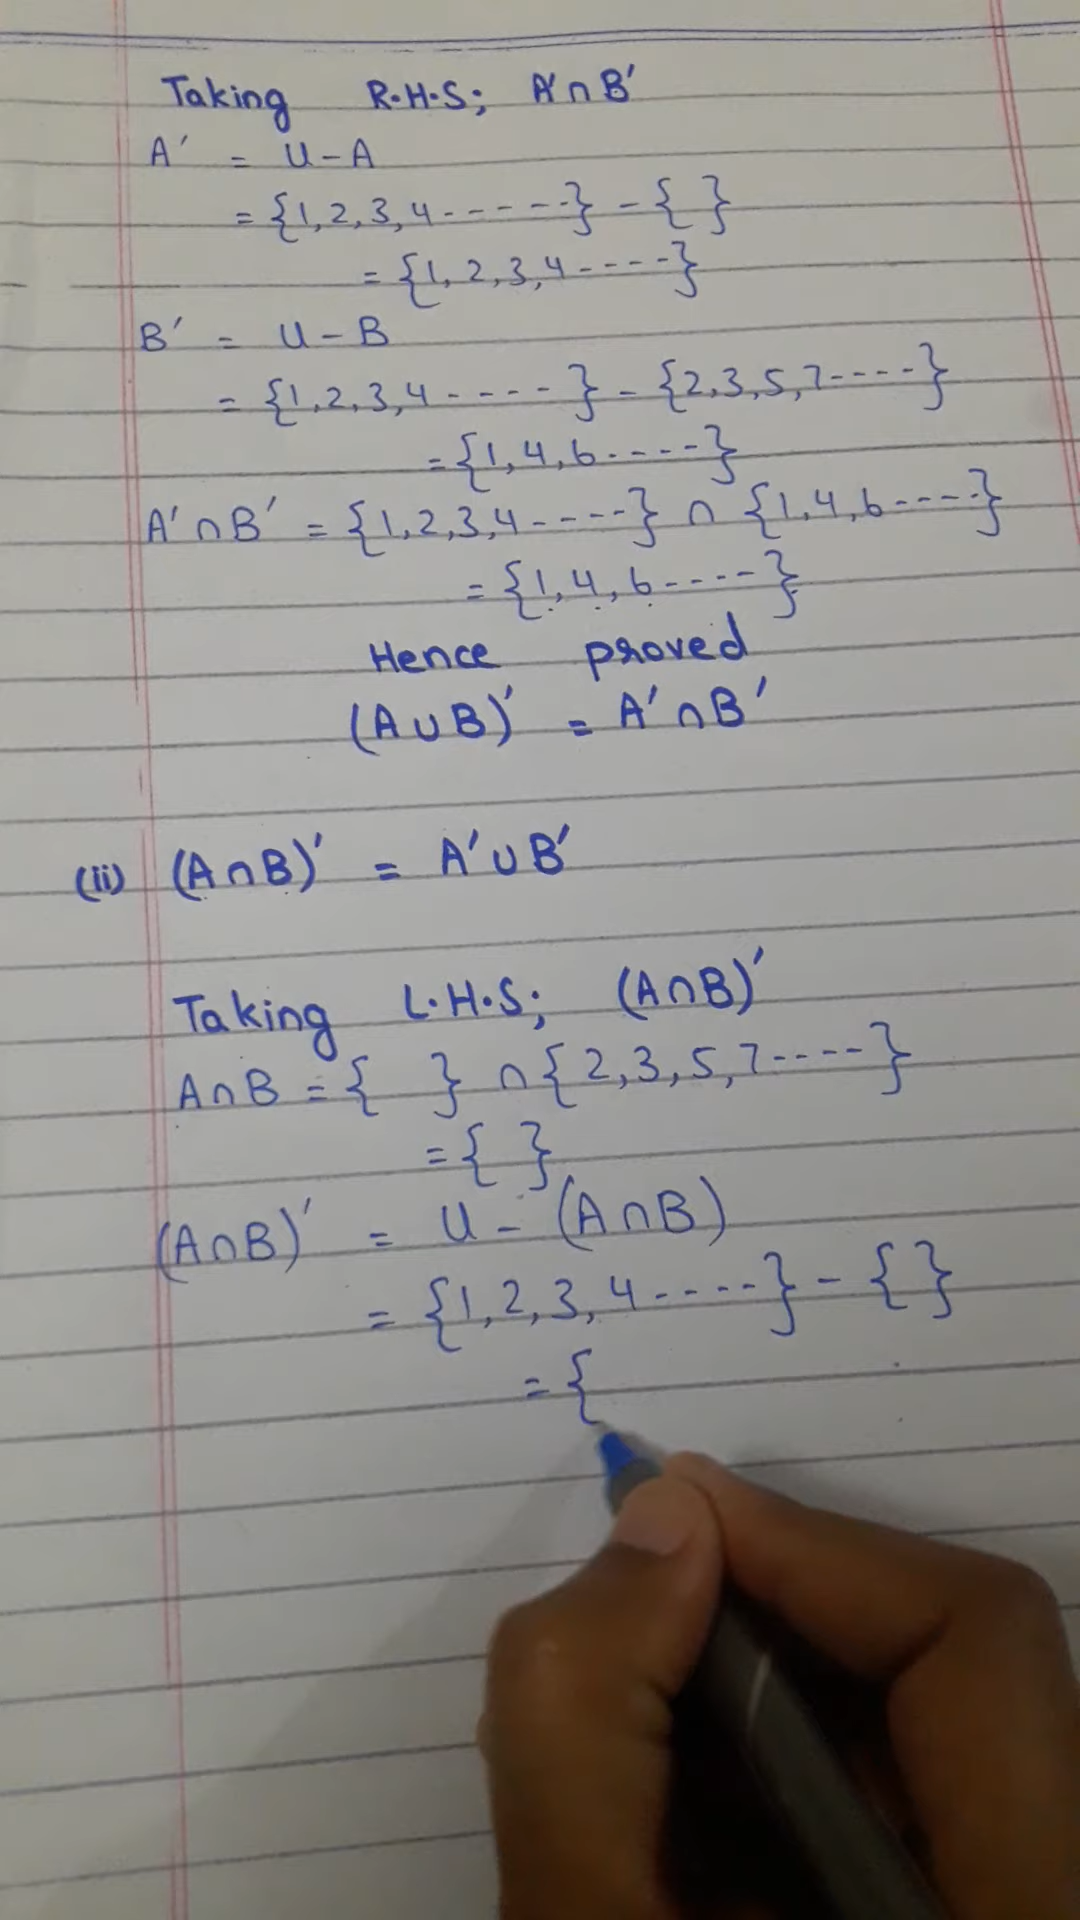 Taking R.H.S; A'∩B'
A' = U - A
= {1,2,3,4------} - { }
= {1,2,3,4-----}
B' = U - B
= {1,2,3,4-----} - {2,3,5,7-----}
= {1,4,6-----}
A'∩B' = {1,2,3,4-----} ∩ {1,4,6-----}
= {1,4,6-----}
Hence proved
(A∪B)' = A'∩B'
(ii) (A∩B)' = A'∪B'
Taking L.H.S; (A∩B)'
A∩B = { } ∩ {2,3,5,7-----}
= { }
(A∩B)' = U - (A∩B)
= {1,2,3,4-----} - { }
= {